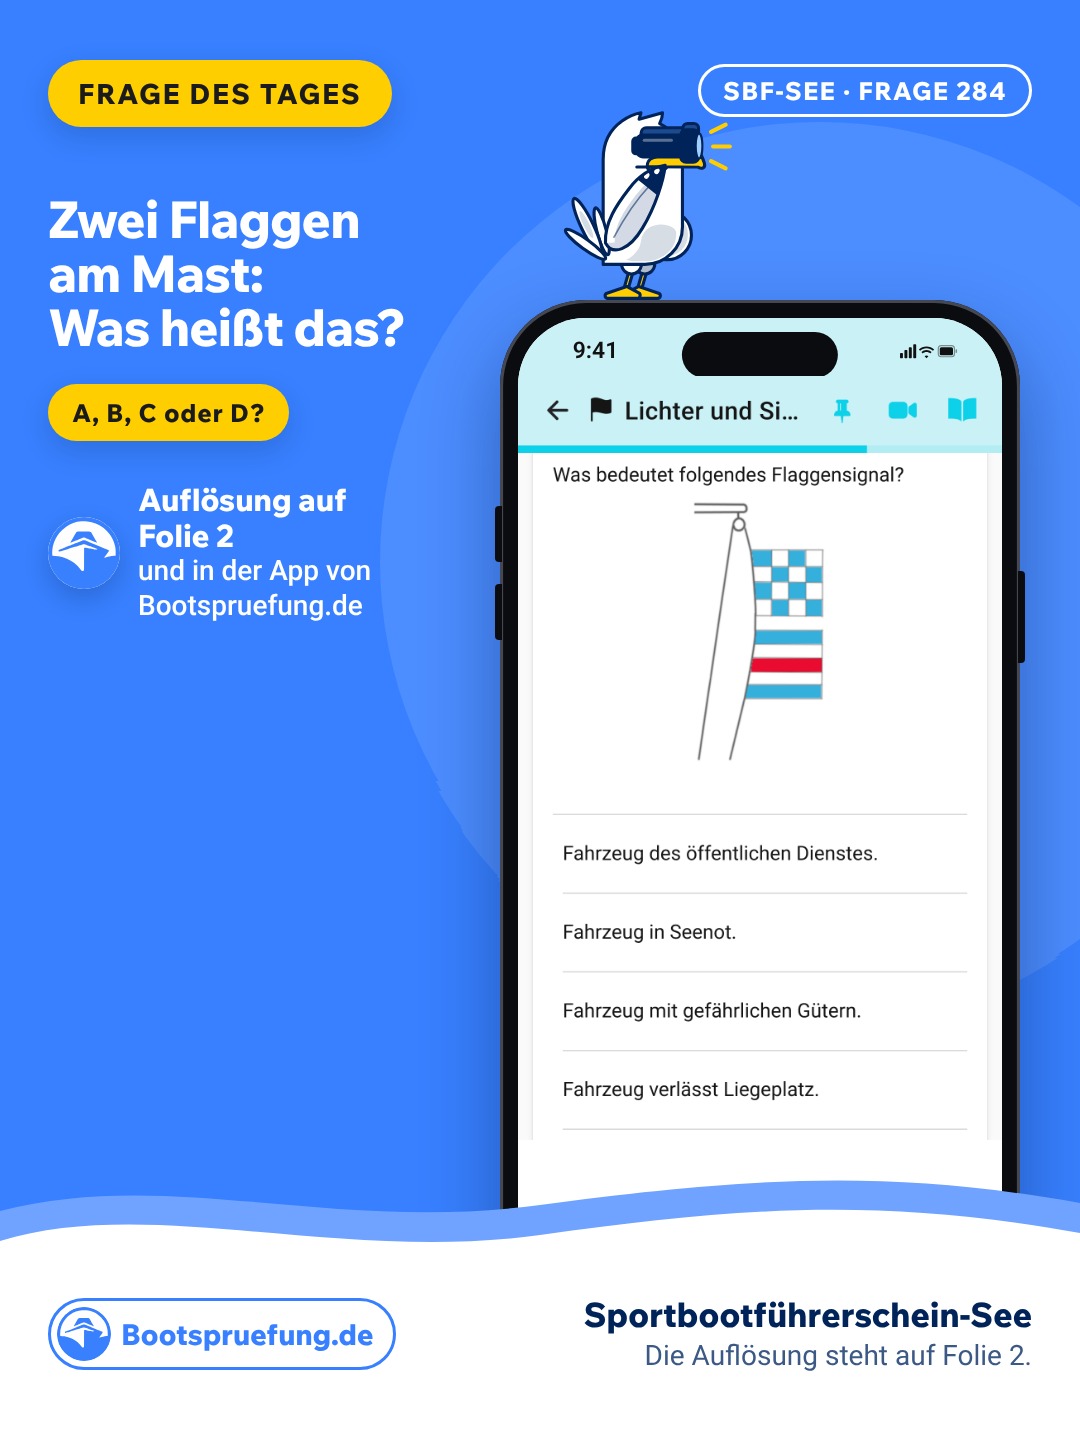 FRAGE DES TAGES
SBF-SEE · FRAGE 284
Zwei Flaggen
am Mast:
Was heißt das?
A, B, C oder D?
Auflösung auf
Folie 2
und in der App von
Bootspruefung.de
9:41
Lichter und Si...
Was bedeutet folgendes Flaggensignal?
Fahrzeug des öffentlichen Dienstes.
Fahrzeug in Seenot.
Fahrzeug mit gefährlichen Gütern.
Fahrzeug verlässt Liegeplatz.
Bootspruefung.de
Sportbootführerschein-See
Die Auflösung steht auf Folie 2.